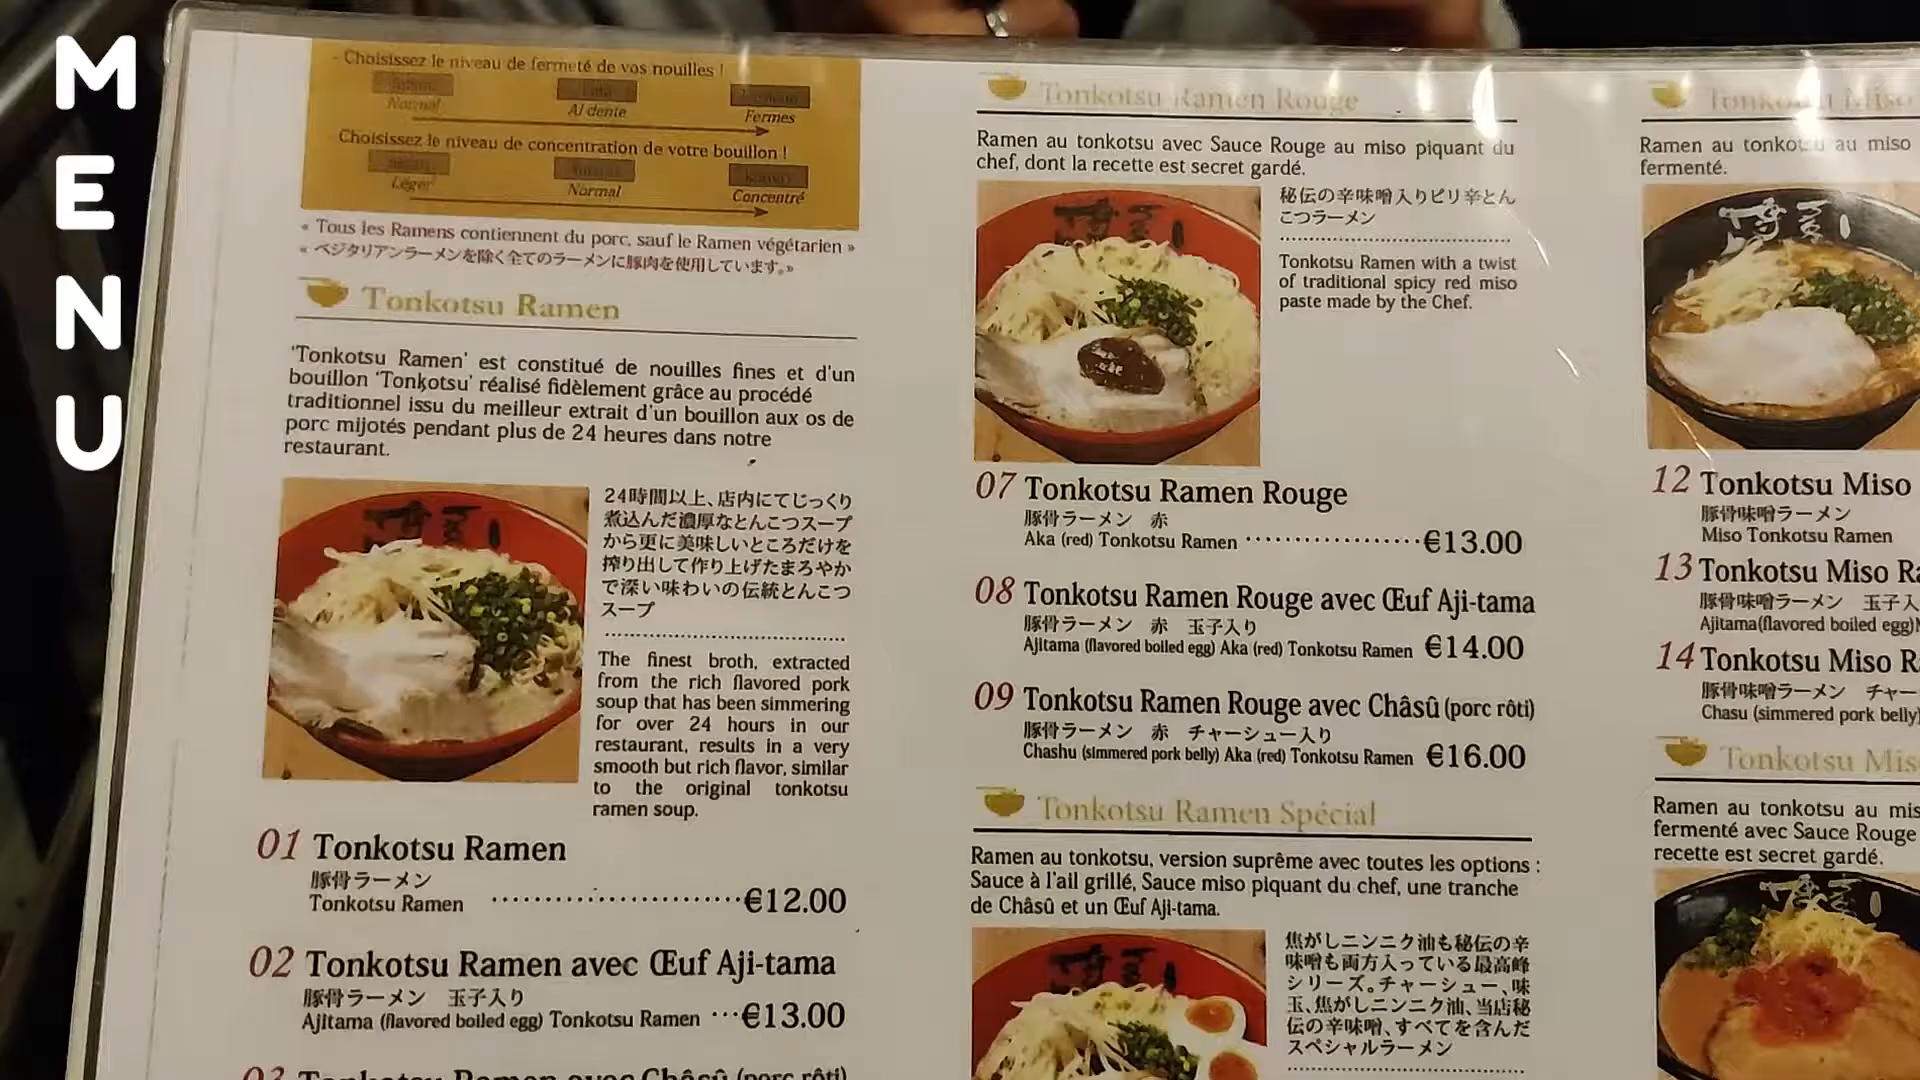 MENU
- Choisissez le niveau de fermeté de vos nouilles !
Normal
Al dente
Fermes
Choisissez le niveau de concentration de votre bouillon !
Léger
Normal
Concentré
« Tous les Ramens contiennent du porc, sauf le Ramen végétarien »
« ベジタリアンラーメンを除く全てのラーメンに豚肉を使用しています。»
Tonkotsu Ramen
'Tonkotsu Ramen' est constitué de nouilles fines et d'un
bouillon 'Tonkotsu' réalisé fidèlement grâce au procédé
traditionnel issu du meilleur extrait d'un bouillon aux os de
porc mijotés pendant plus de 24 heures dans notre
restaurant.
24時間以上、店内にてじっくり
煮込んだ濃厚なとんこつスープ
から更に美味しいところだけを
搾り出して作り上げたまろやか
で深い味わいの伝統とんこつ
スープ
The finest broth, extracted
from the rich flavored pork
soup that has been simmering
for over 24 hours in our
restaurant, results in a very
smooth but rich flavor, similar
to the original tonkotsu
ramen soup.
01 Tonkotsu Ramen
豚骨ラーメン
Tonkotsu Ramen €12.00
02 Tonkotsu Ramen avec Œuf Aji-tama
豚骨ラーメン 玉子入り
Ajitama (flavored boiled egg) Tonkotsu Ramen €13.00
03 Tonkotsu Ramen avec Châsû (porc rôti)
Tonkotsu Ramen Rouge
Ramen au tonkotsu avec Sauce Rouge au miso piquant du
chef, dont la recette est secret gardé.
秘伝の辛味噌入りピリ辛とん
こつラーメン
Tonkotsu Ramen with a twist
of traditional spicy red miso
paste made by the Chef.
07 Tonkotsu Ramen Rouge
豚骨ラーメン 赤
Aka (red) Tonkotsu Ramen €13.00
08 Tonkotsu Ramen Rouge avec Œuf Aji-tama
豚骨ラーメン 赤 玉子入り
Ajitama (flavored boiled egg) Aka (red) Tonkotsu Ramen €14.00
09 Tonkotsu Ramen Rouge avec Châsû (porc rôti)
豚骨ラーメン 赤 チャーシュー入り
Chashu (simmered pork belly) Aka (red) Tonkotsu Ramen €16.00
Tonkotsu Ramen Spécial
Ramen au tonkotsu, version suprême avec toutes les options :
Sauce à l'ail grillé, Sauce miso piquant du chef, une tranche
de Châsû et un Œuf Aji-tama.
焦がしニンニク油も秘伝の辛
味噌も両方入っている最高峰
シリーズ。チャーシュー、味
玉、焦がしニンニク油、当店秘
伝の辛味噌、すべてを含んだ
スペシャルラーメン
Tonkotsu Miso
Ramen au tonkotsu au miso
fermenté.
12 Tonkotsu Miso
豚骨味噌ラーメン
Miso Tonkotsu Ramen
13 Tonkotsu Miso Ra
豚骨味噌ラーメン 玉子入
Ajitama(flavored boiled egg)
14 Tonkotsu Miso Ra
豚骨味噌ラーメン チャー
Chasu (simmered pork belly)
Tonkotsu Mis
Ramen au tonkotsu au mis
fermenté avec Sauce Rouge
recette est secret gardé.